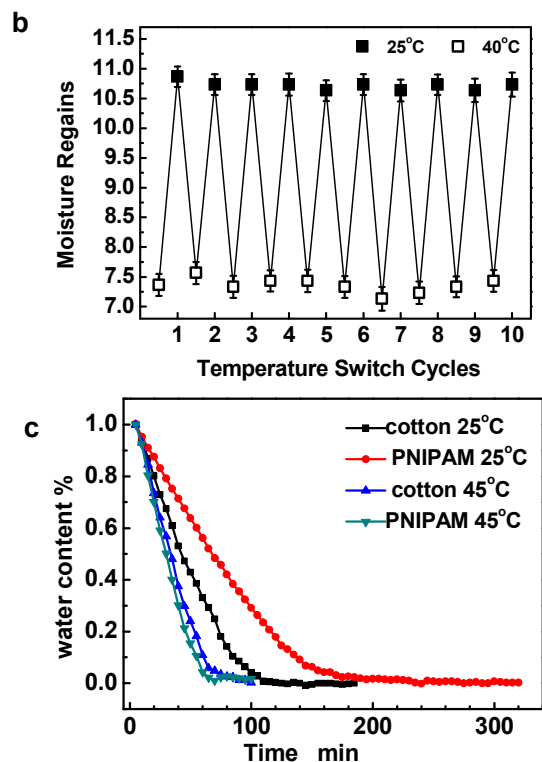 b
11.5
11.0
10.5
10.0
9.5
9.0
8.5
8.0
7.5
7.0
Moisture Regains
25°C 40°C
1 2 3 4 5 6 7 8 9 10
Temperature Switch Cycles
c
1.0
0.8
0.6
0.4
0.2
0.0
water content %
cotton 25°C
PNIPAM 25°C
cotton 45°C
PNIPAM 45°C
0 100 200 300
Time min